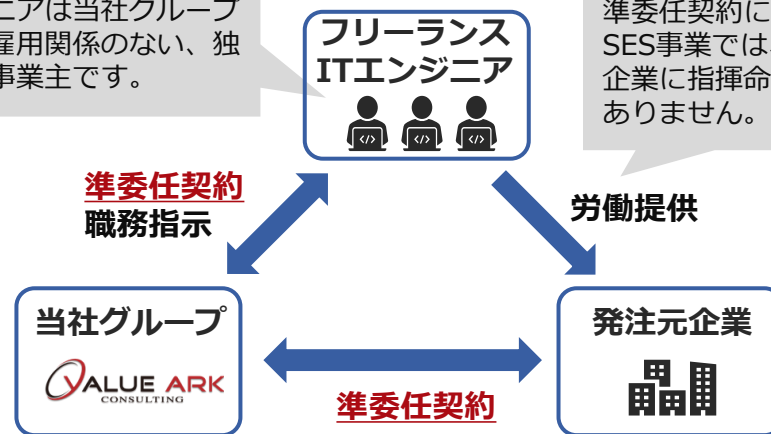 ニアは当社グループ
雇用関係のない、独
事業主です。
フリーランス
ITエンジニア
準委任契約に
SES事業では
企業に指揮命
ありません。
準委任契約
職務指示
労働提供
当社グループ
VALUE ARK
CONSULTING
発注元企業
準委任契約